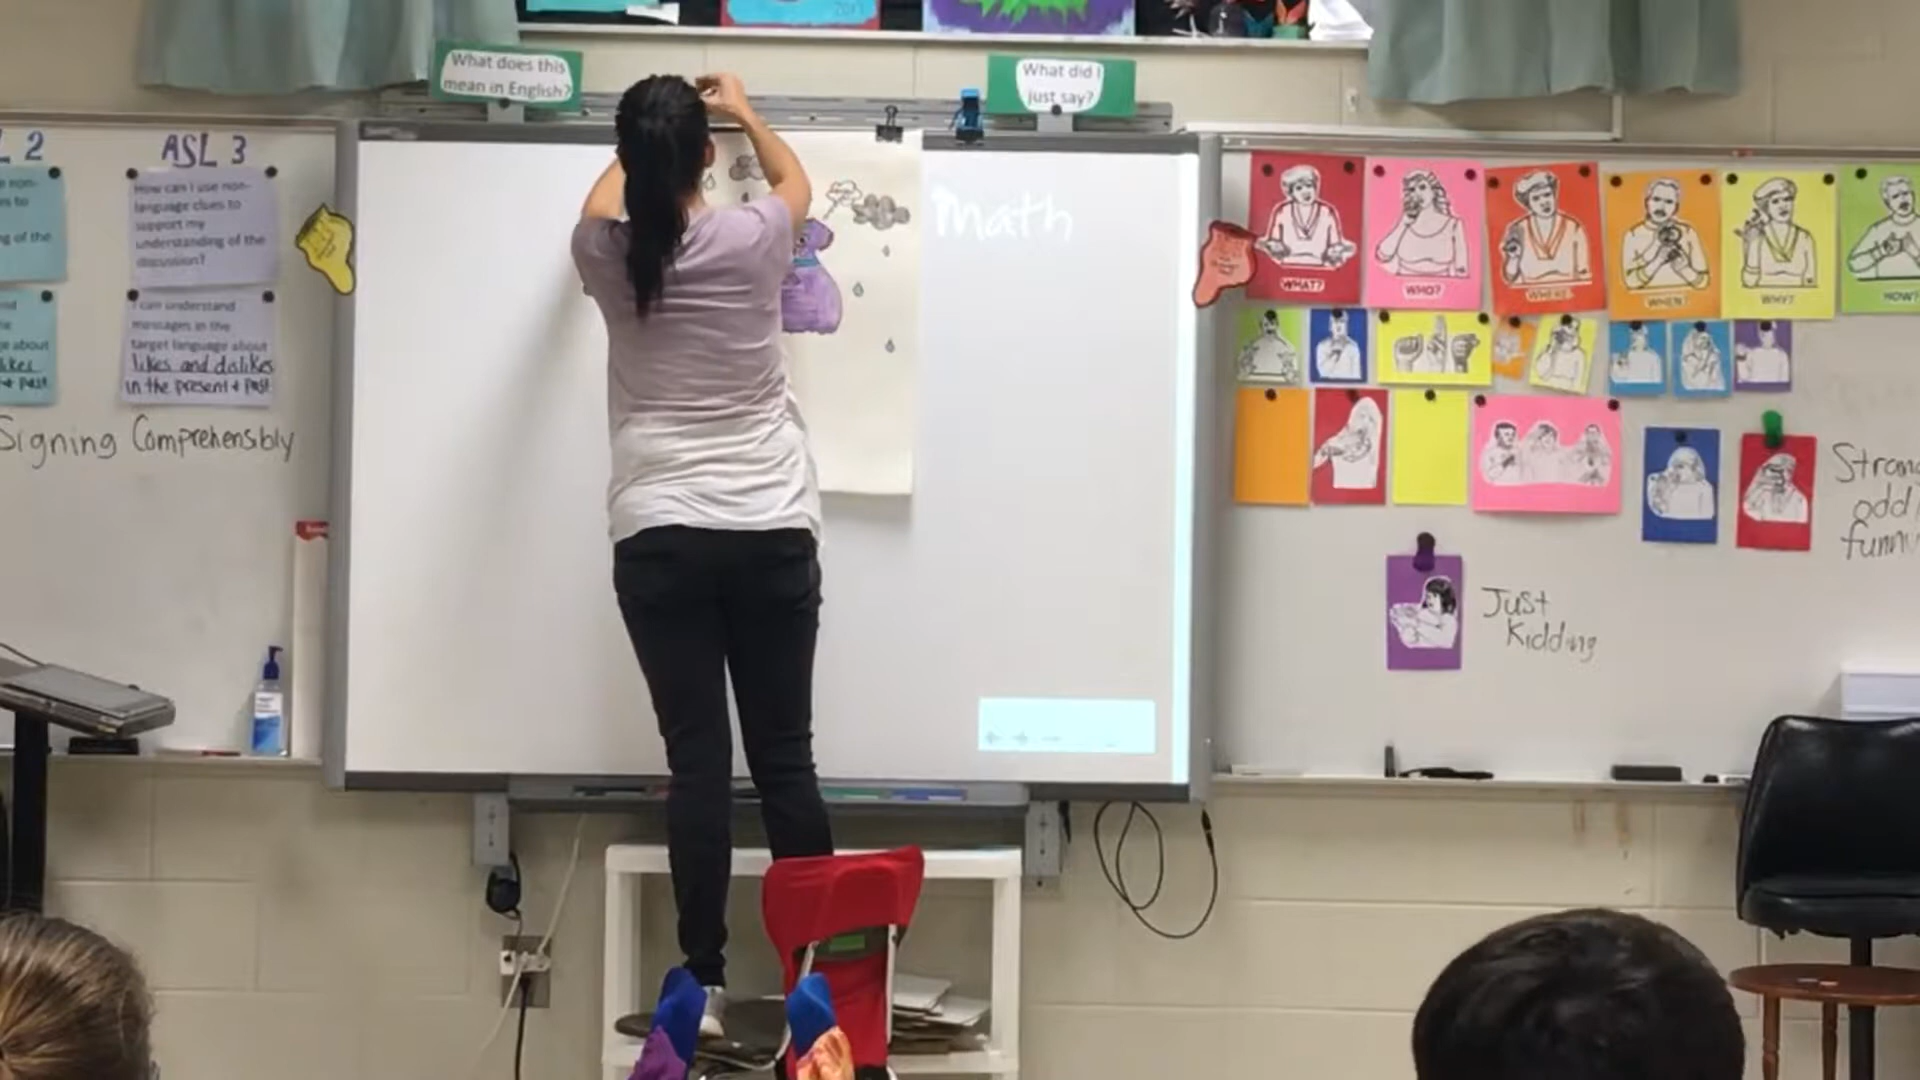 2017
What does this
mean in English?
What did I
just say?
L 2
ASL 3
How can I use non-
language clues to
support my
understanding of the
discussion?
I can understand
messages in the
target language about
likes and dislikes
in the present + past
Signing Comprehensibly
Math
WHAT?
WHO?
WHERE?
WHEN?
WHY?
HOW?
Just
Kidding